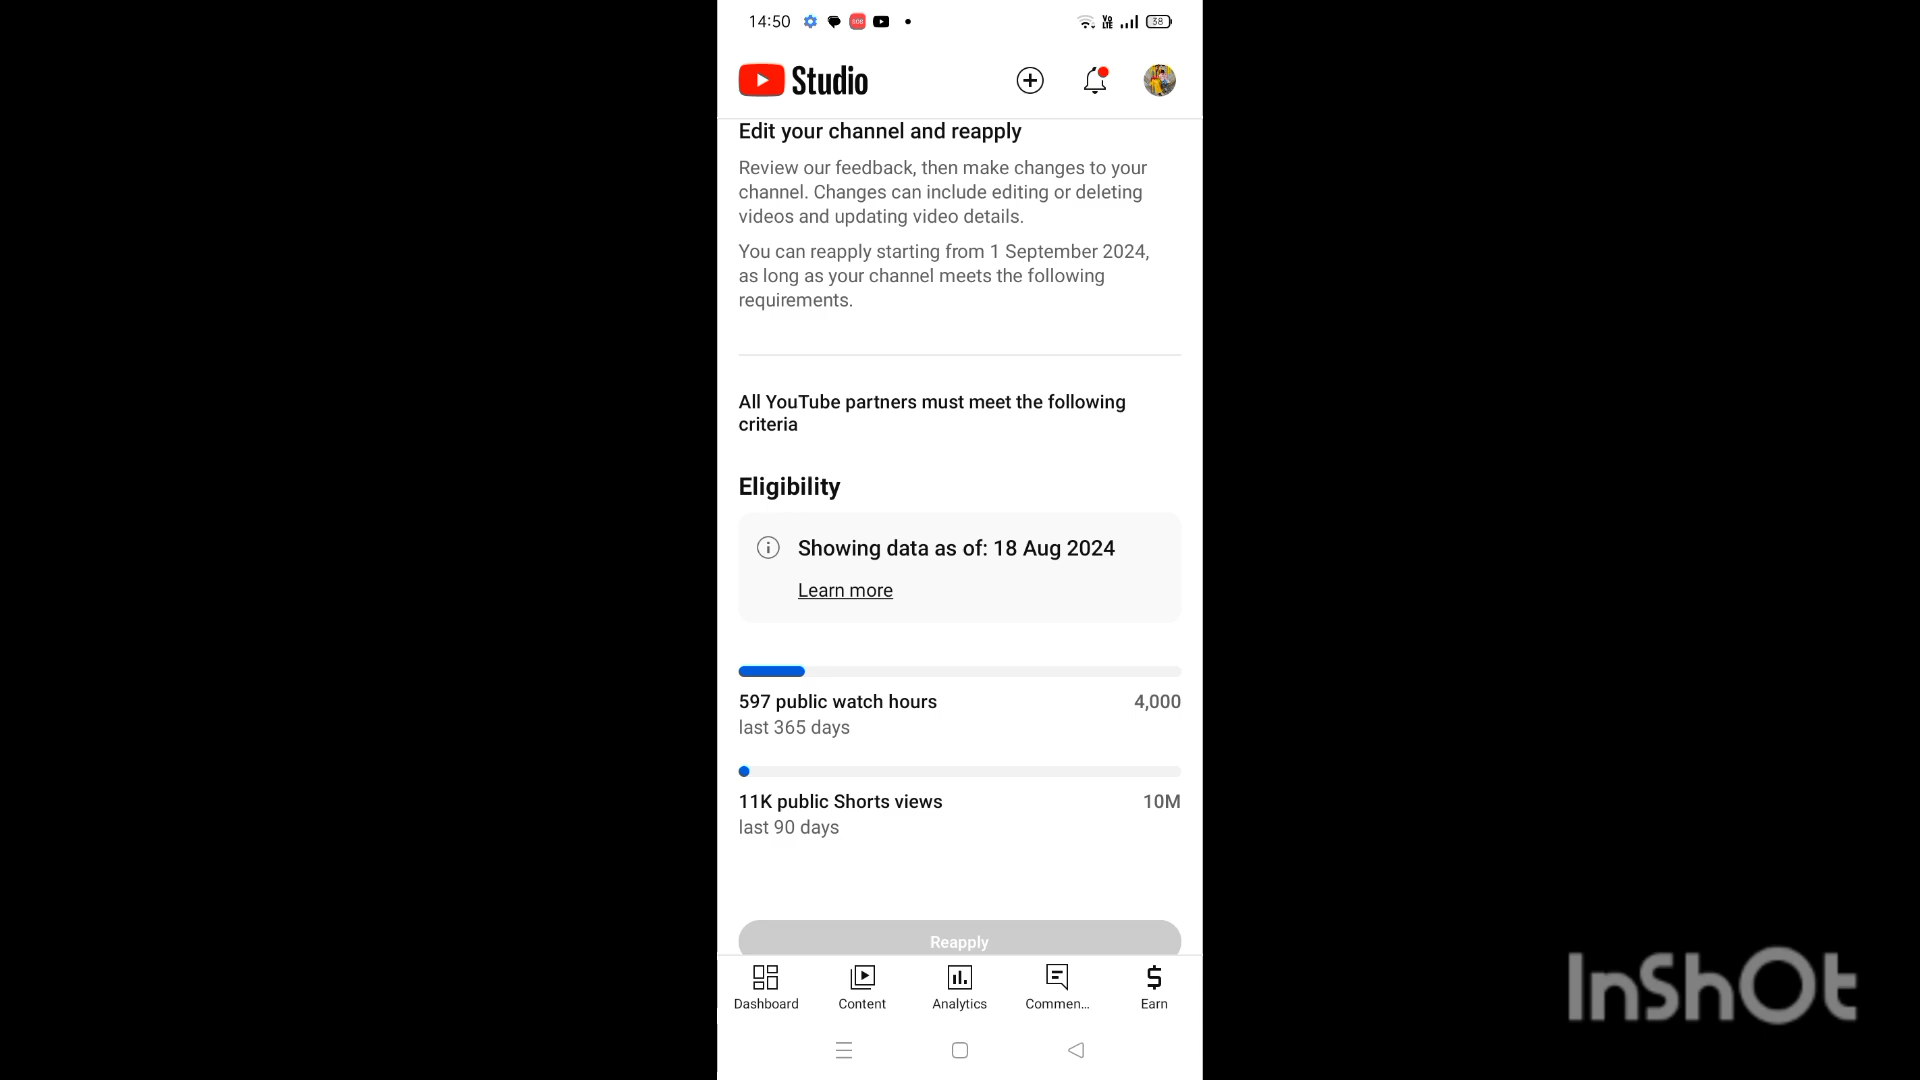 14:50
38
Studio
Edit your channel and reapply
Review our feedback, then make changes to your
channel. Changes can include editing or deleting
videos and updating video details.
You can reapply starting from 1 September 2024,
as long as your channel meets the following
requirements.
All YouTube partners must meet the following
criteria
Eligibility
Showing data as of: 18 Aug 2024
Learn more
597 public watch hours 4,000
last 365 days
11K public Shorts views 10M
last 90 days
Reapply
Dashboard Content Analytics Commen... Earn
InShOt